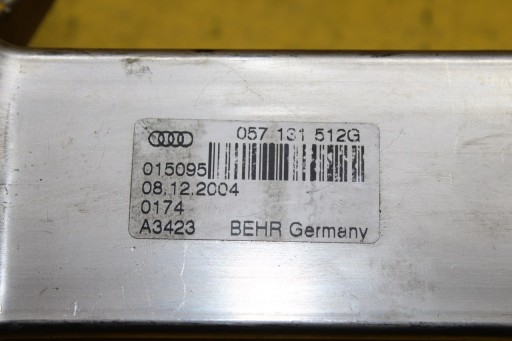 057 131 512G
015095
08.12.2004
0174
A3423 BEHR Germany